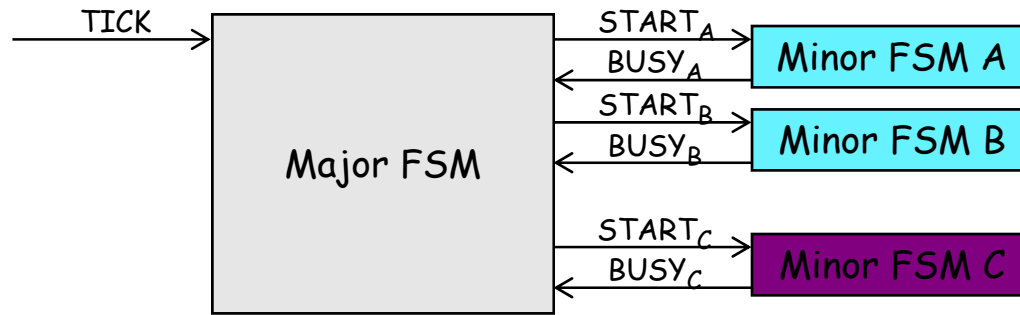 TICK
Major FSM
START_A
BUSY_A
Minor FSM A
START_B
BUSY_B
Minor FSM B
START_C
BUSY_C
Minor FSM C